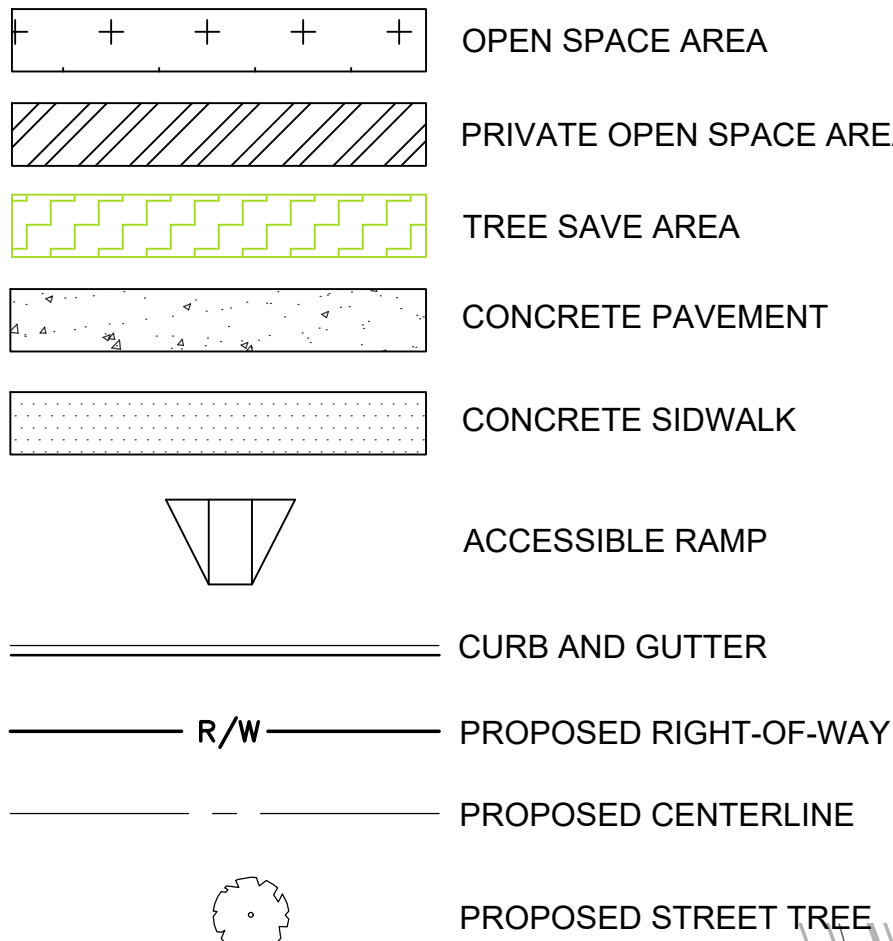 OPEN SPACE AREA
PRIVATE OPEN SPACE AREA
TREE SAVE AREA
CONCRETE PAVEMENT
CONCRETE SIDWALK
ACCESSIBLE RAMP
CURB AND GUTTER
R/W PROPOSED RIGHT-OF-WAY
PROPOSED CENTERLINE
PROPOSED STREET TREE